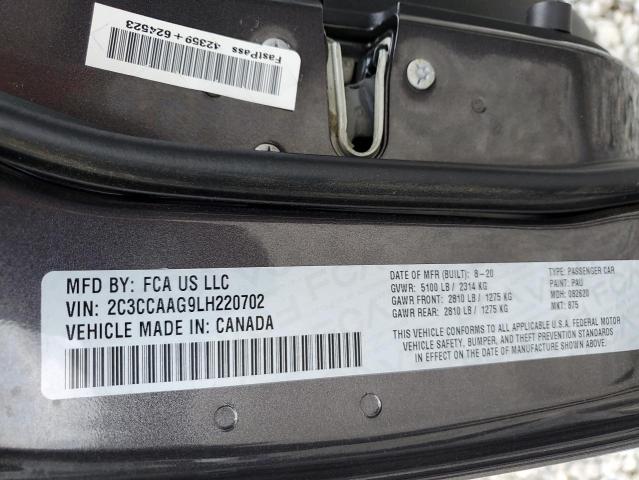 FastPass 42359 + 624523
MFD BY: FCA US LLC
VIN: 2C3CCAAG9LH220702
VEHICLE MADE IN: CANADA
DATE OF MFR (BUILT): 8-20
GVWR: 5100 LB / 2314 KG
GAWR FRONT: 2810 LB / 1275 KG
GAWR REAR: 2810 LB / 1275 KG
TYPE: PASSENGER CAR
PAINT: PAU
MDH: 082620
MKT: 875
THIS VEHICLE CONFORMS TO ALL APPLICABLE U.S.A. FEDERAL MOTOR
VEHICLE SAFETY, BUMPER, AND THEFT PREVENTION STANDARDS
IN EFFECT ON THE DATE OF MANUFACTURE SHOWN ABOVE.